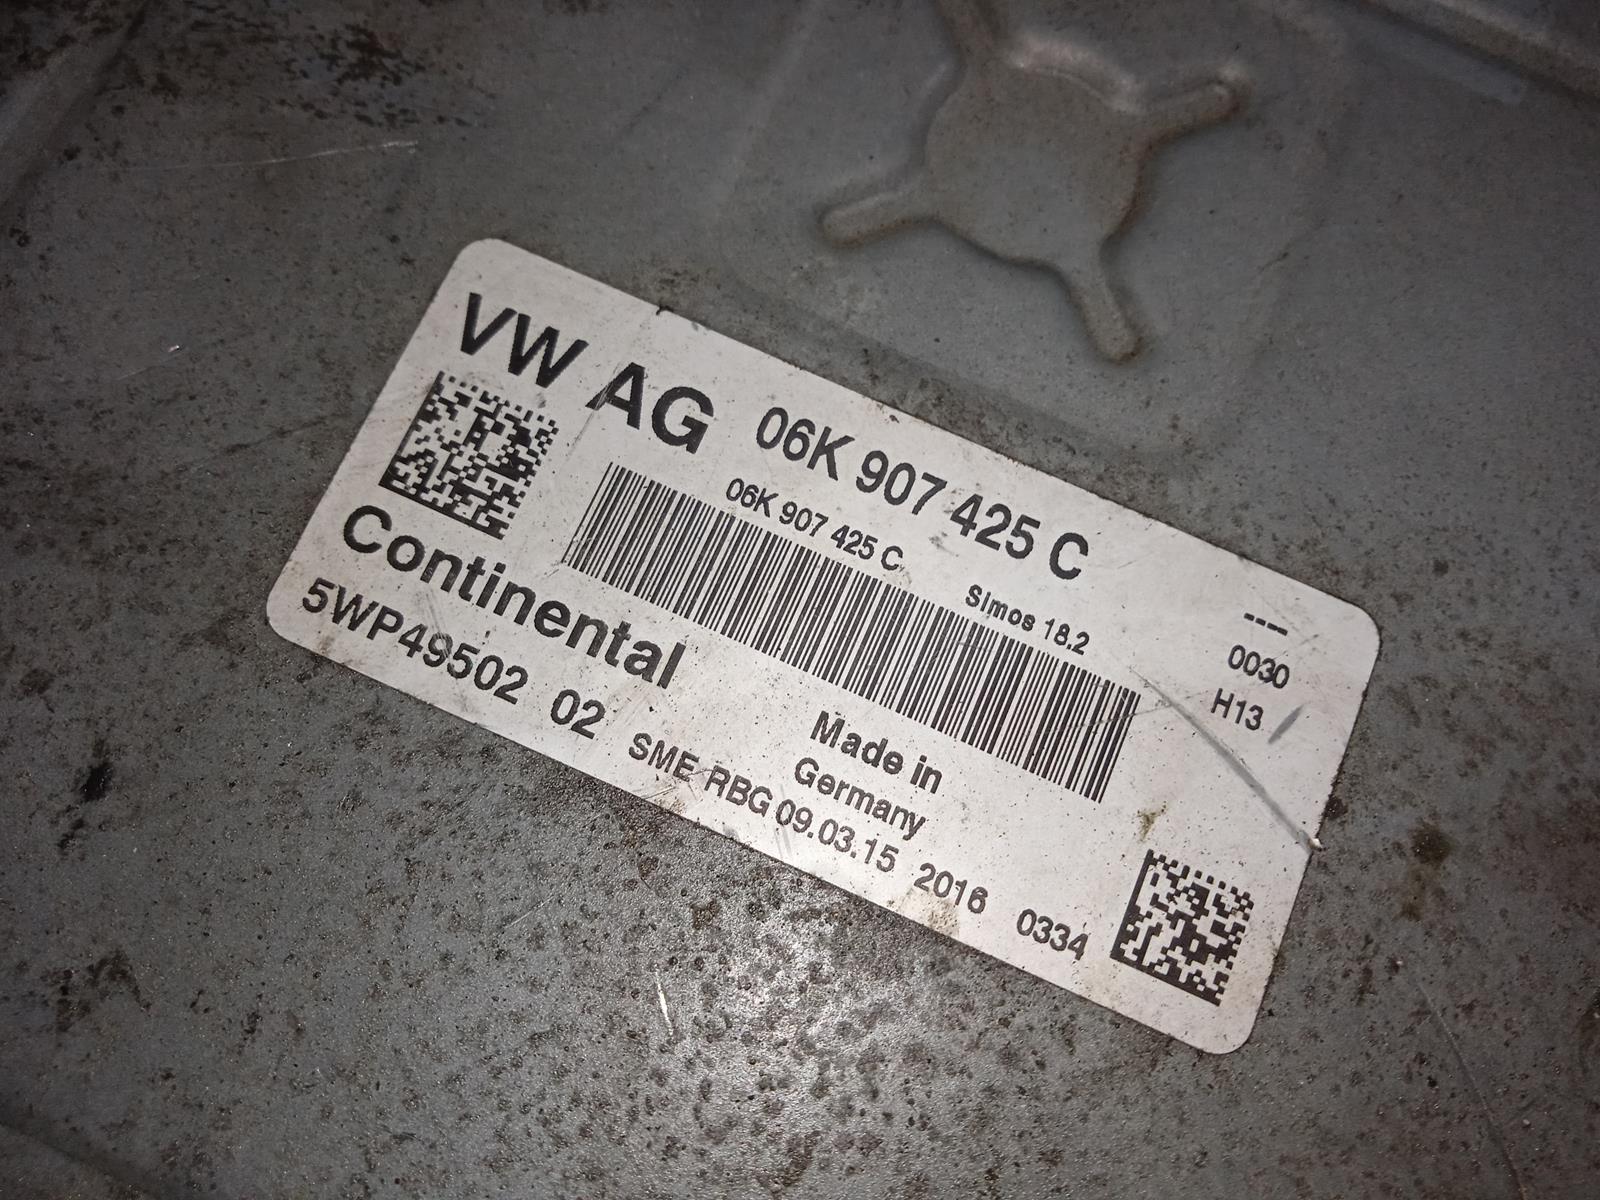 VW AG 06K 907 425 C
06K 907 425 C
Simos 18.2
---
0030
H13
Continental
5WP49502 02
Made in
Germany
SME RBG 09.03.15 2016 0334